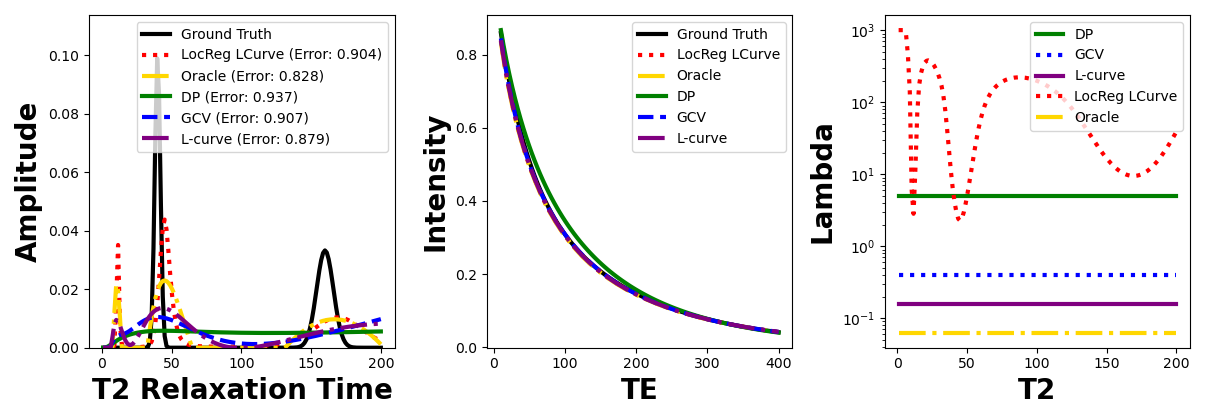 Amplitude
0.00
0.02
0.04
0.06
0.08
0.10
Ground Truth
LocReg LCurve (Error: 0.904)
Oracle (Error: 0.828)
DP (Error: 0.937)
GCV (Error: 0.907)
L-curve (Error: 0.879)
0 50 100 150 200
T2 Relaxation Time
Intensity
0.0
0.2
0.4
0.6
0.8
Ground Truth
LocReg LCurve
Oracle
DP
GCV
L-curve
0 100 200 300 400
TE
Lambda
10⁻¹
10⁰
10¹
10²
10³
DP
GCV
L-curve
LocReg LCurve
Oracle
0 50 100 150 200
T2